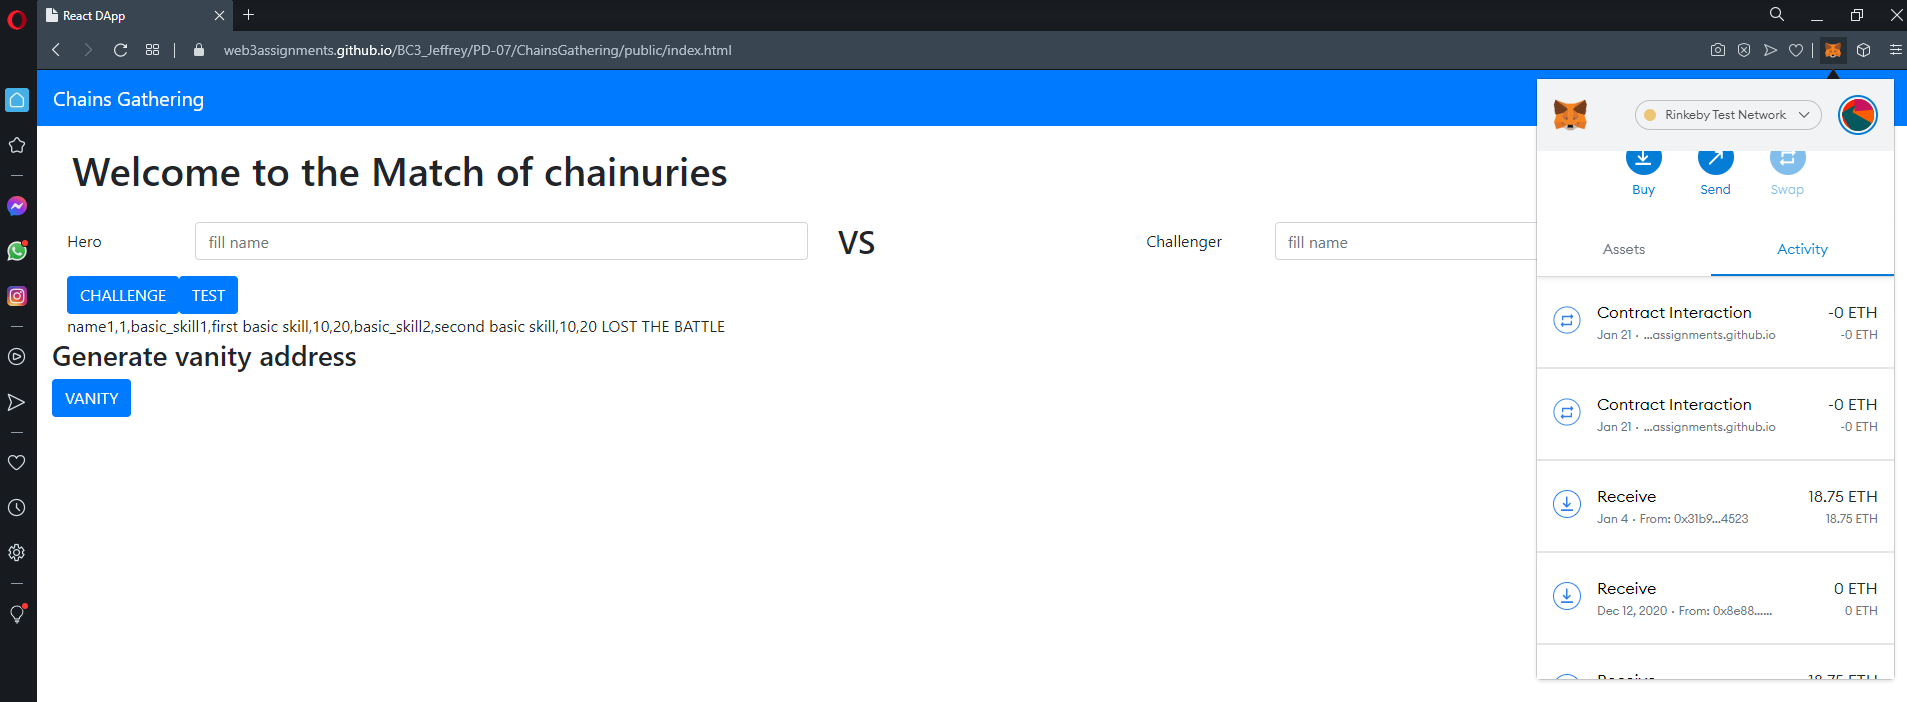 React DApp
web3assignments.github.io/BC3_Jeffrey/PD-07/ChainsGathering/public/index.html
Chains Gathering
Welcome to the Match of chainuries
Hero
fill name
VS
Challenger
fill name
CHALLENGE
TEST
name1,1,basic_skill1,first basic skill,10,20,basic_skill2,second basic skill,10,20 LOST THE BATTLE
Generate vanity address
VANITY
Rinkeby Test Network
Buy
Send
Swap
Assets
Activity
Contract Interaction
-0 ETH
Jan 21 · ...assignments.github.io
-0 ETH
Contract Interaction
-0 ETH
Jan 21 · ...assignments.github.io
-0 ETH
Receive
18.75 ETH
Jan 4 · From: 0x31b9...4523
18.75 ETH
Receive
0 ETH
Dec 12, 2020 · From: 0x8e88......
0 ETH
Receive
18.75 ETH